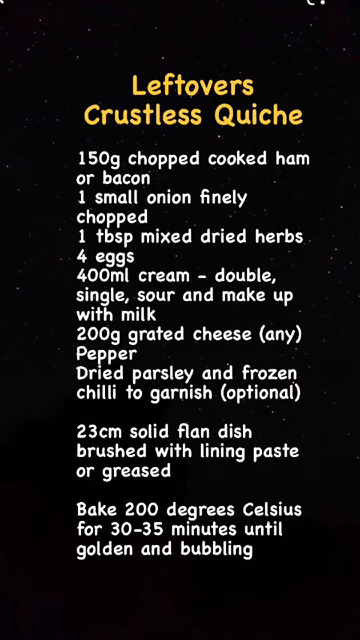 Leftovers
Crustless Quiche
150g chopped cooked ham
or bacon
1 small onion finely
chopped
1 tbsp mixed dried herbs
4 eggs
400ml cream - double,
single, sour and make up
with milk
200g grated cheese (any)
Pepper
Dried parsley and frozen
chilli to garnish (optional)
23cm solid flan dish
brushed with lining paste
or greased
Bake 200 degrees Celsius
for 30-35 minutes until
golden and bubbling